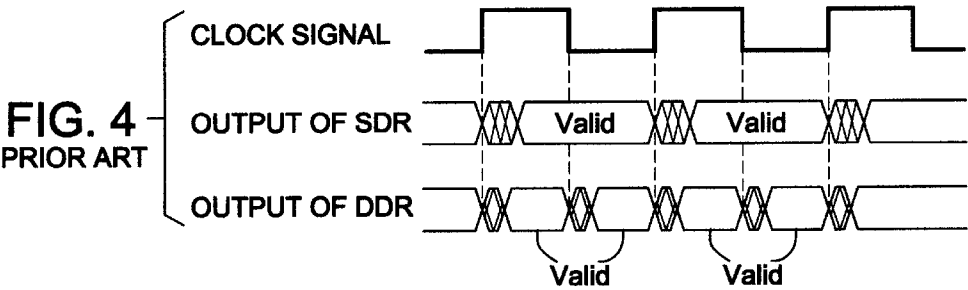 FIG. 4
PRIOR ART
CLOCK SIGNAL
OUTPUT OF SDR
Valid
Valid
OUTPUT OF DDR
Valid
Valid